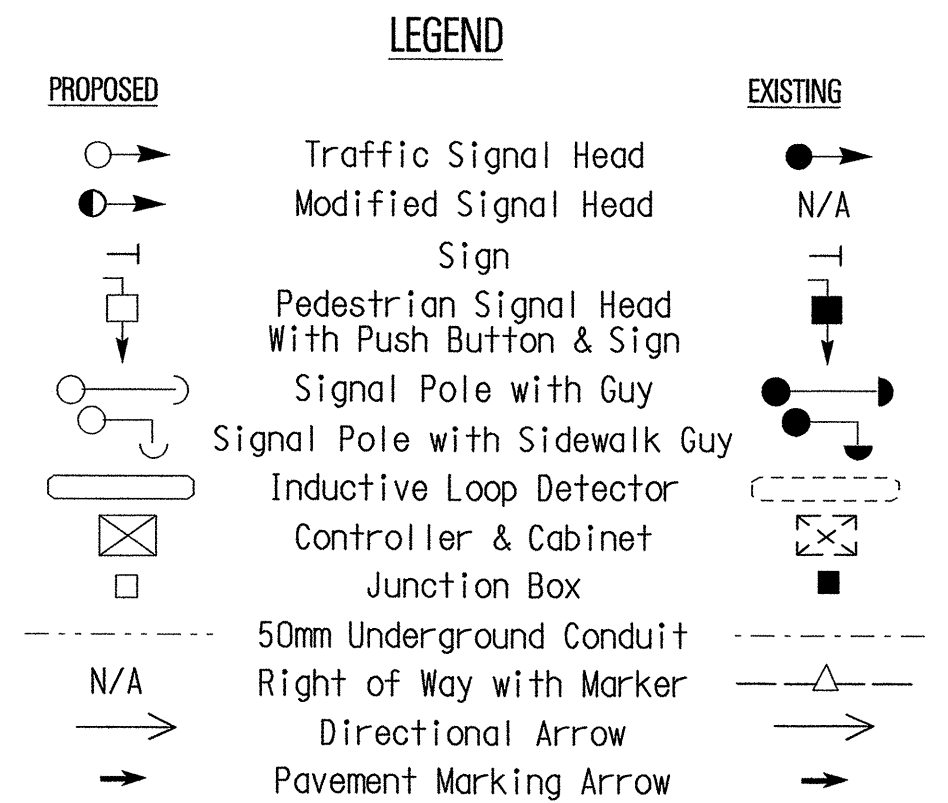 LEGEND
PROPOSED EXISTING
Traffic Signal Head
Modified Signal Head N/A
Sign
Pedestrian Signal Head
With Push Button & Sign
Signal Pole with Guy
Signal Pole with Sidewalk Guy
Inductive Loop Detector
Controller & Cabinet
Junction Box
50mm Underground Conduit
N/A Right of Way with Marker
Directional Arrow
Pavement Marking Arrow